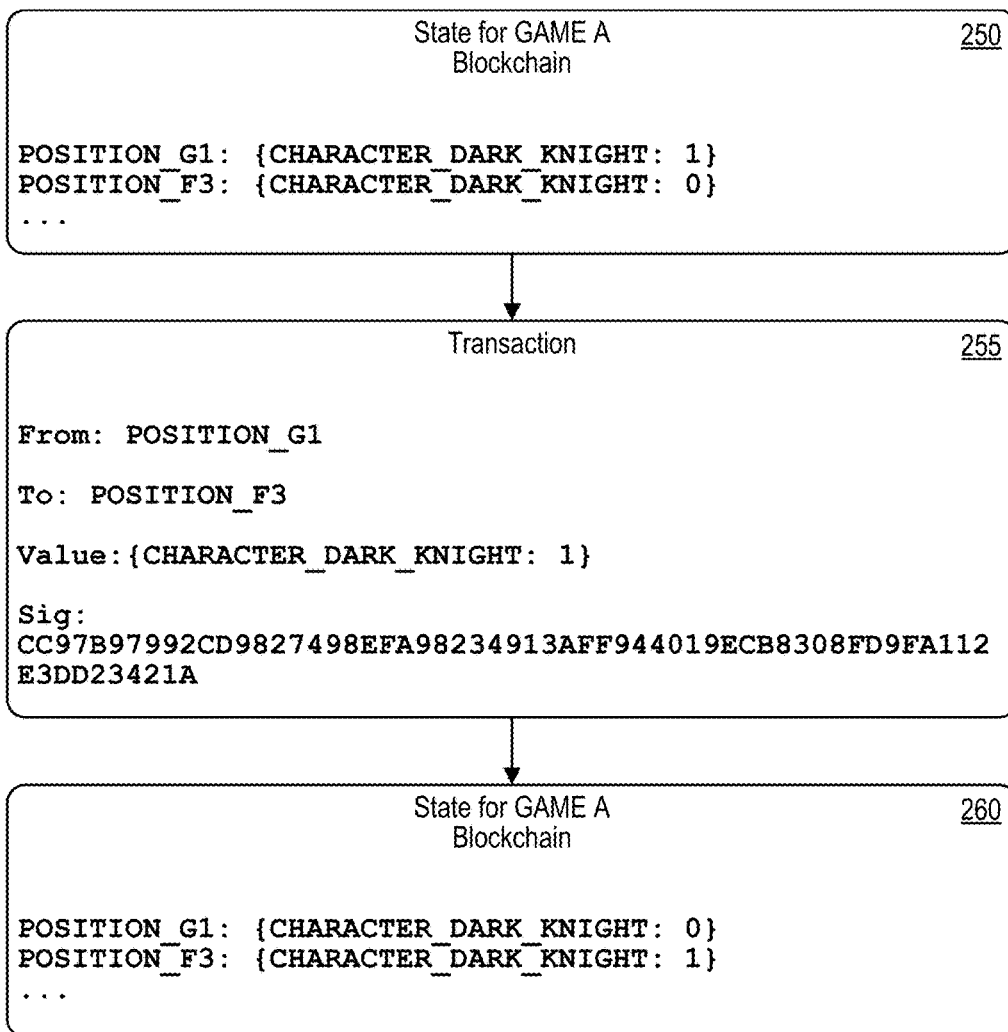 State for GAME A 250
Blockchain
POSITION_G1: {CHARACTER_DARK_KNIGHT: 1}
POSITION_F3: {CHARACTER_DARK_KNIGHT: 0}
...
Transaction 255
From: POSITION_G1
To: POSITION_F3
Value:{CHARACTER_DARK_KNIGHT: 1}
Sig:
CC97B97992CD9827498EFA98234913AFF944019ECB8308FD9FA112
E3DD23421A
State for GAME A 260
Blockchain
POSITION_G1: {CHARACTER_DARK_KNIGHT: 0}
POSITION_F3: {CHARACTER_DARK_KNIGHT: 1}
...